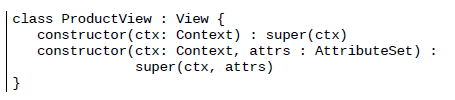 class ProductView : View {
constructor(ctx: Context) : super(ctx)
constructor(ctx: Context, attrs : AttributeSet) :
super(ctx, attrs)
}